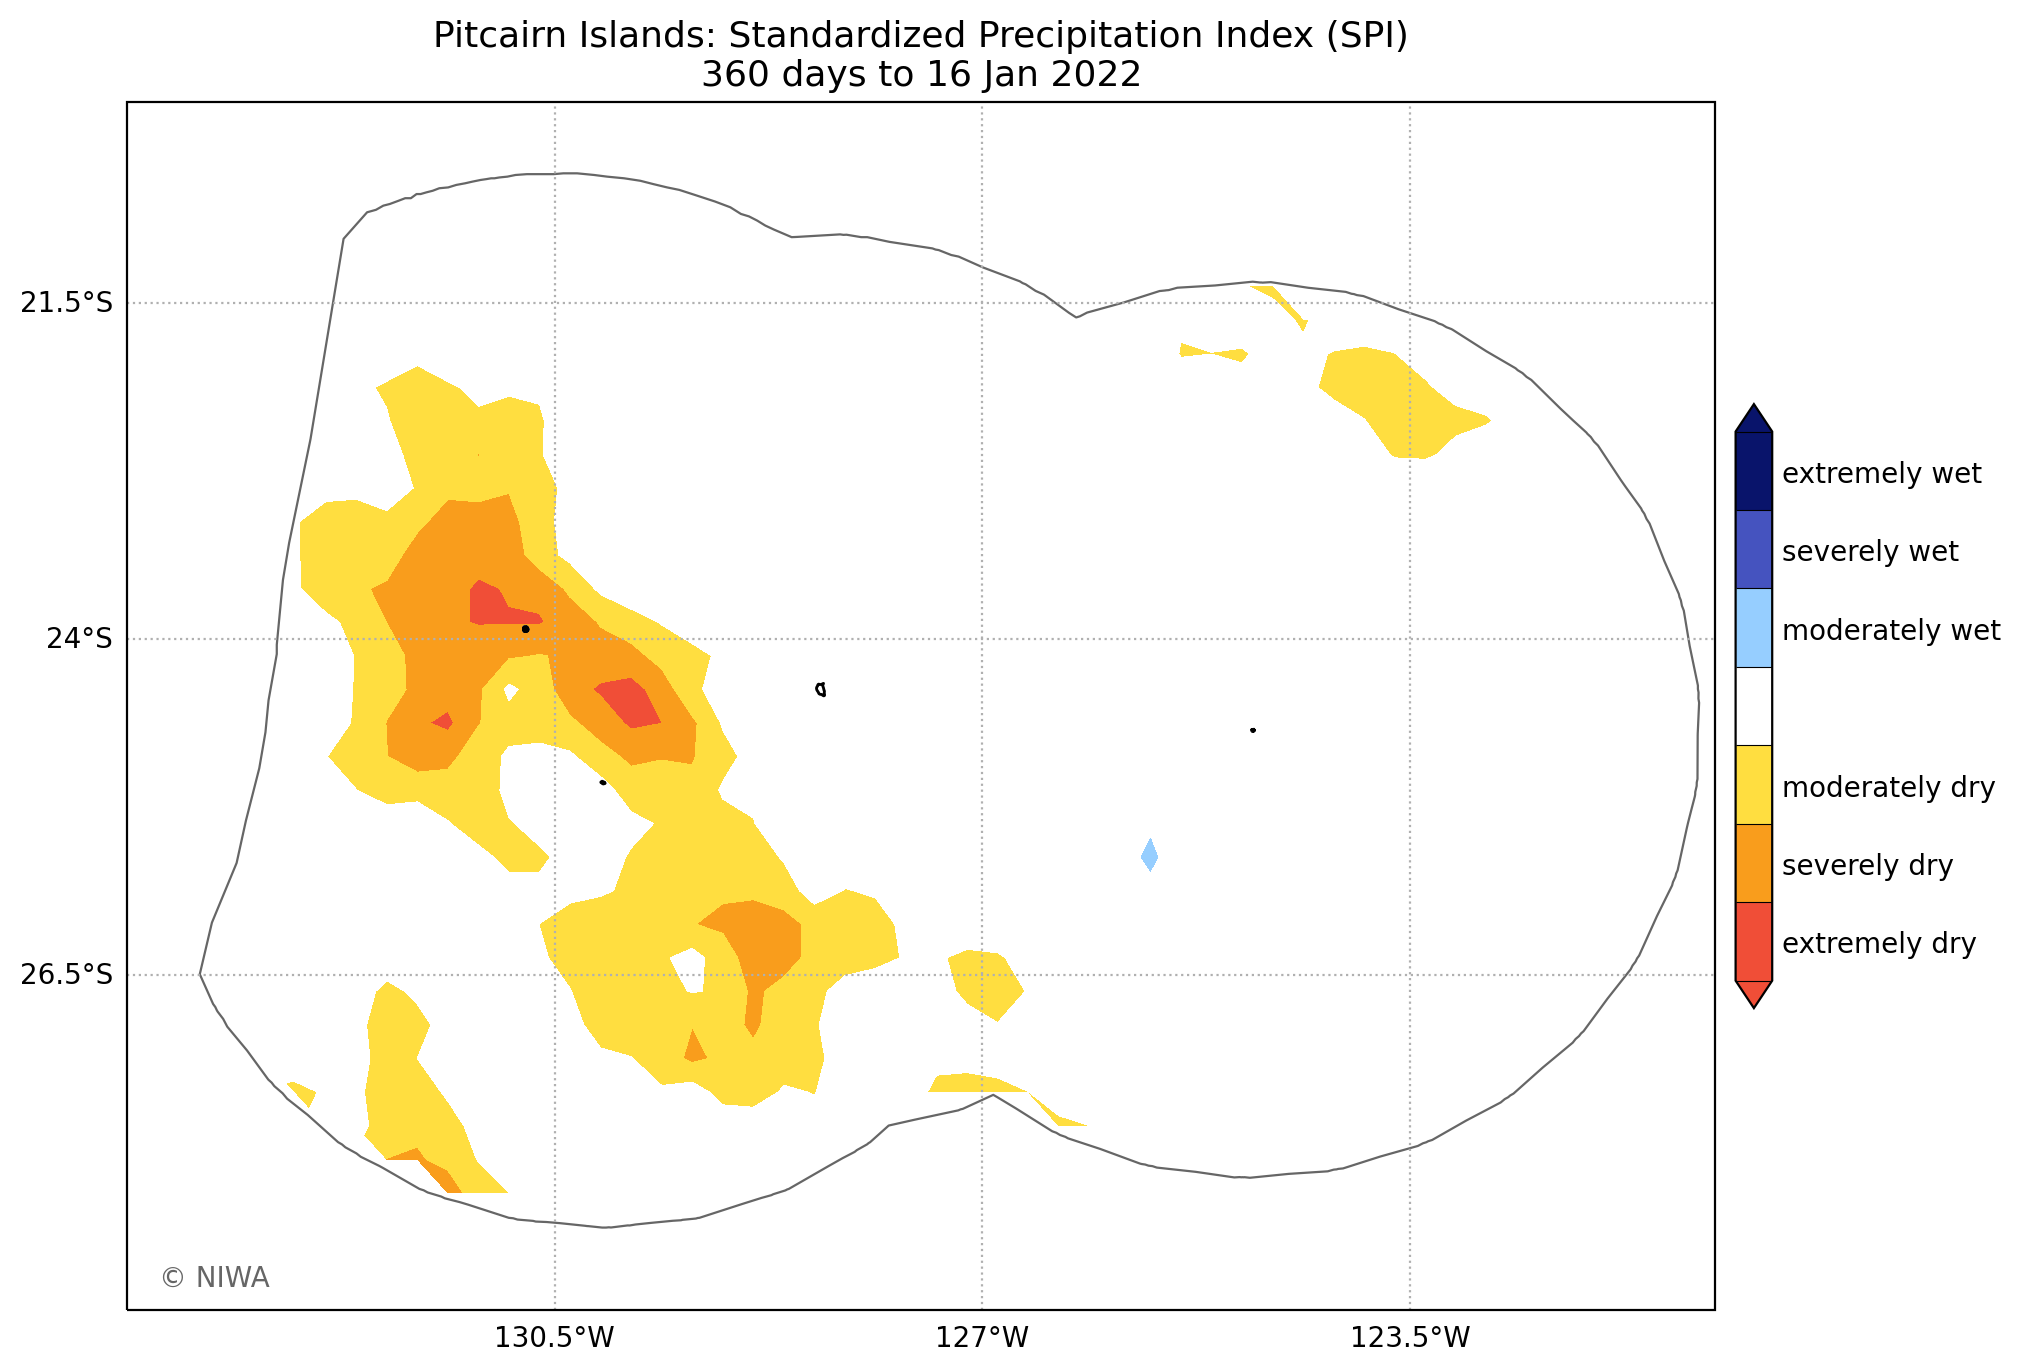 Pitcairn Islands: Standardized Precipitation Index (SPI)
360 days to 16 Jan 2022
21.5°S
24°S
26.5°S
130.5°W
127°W
123.5°W
extremely wet
severely wet
moderately wet
moderately dry
severely dry
extremely dry
© NIWA